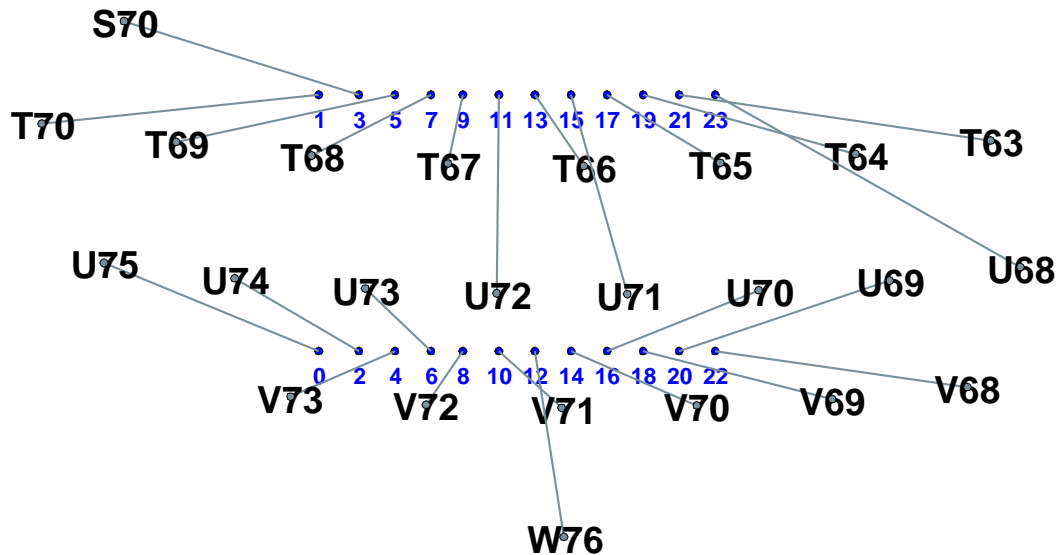 S70
1 3 5 7 9 11 13 15 17 19 21 23
T70 T69 T68 T67 T66 T65 T64 T63
U75 U74 U73 U72 U71 U70 U69 U68
0 2 4 6 8 10 12 14 16 18 20 22
V73 V72 V71 V70 V69 V68
W76